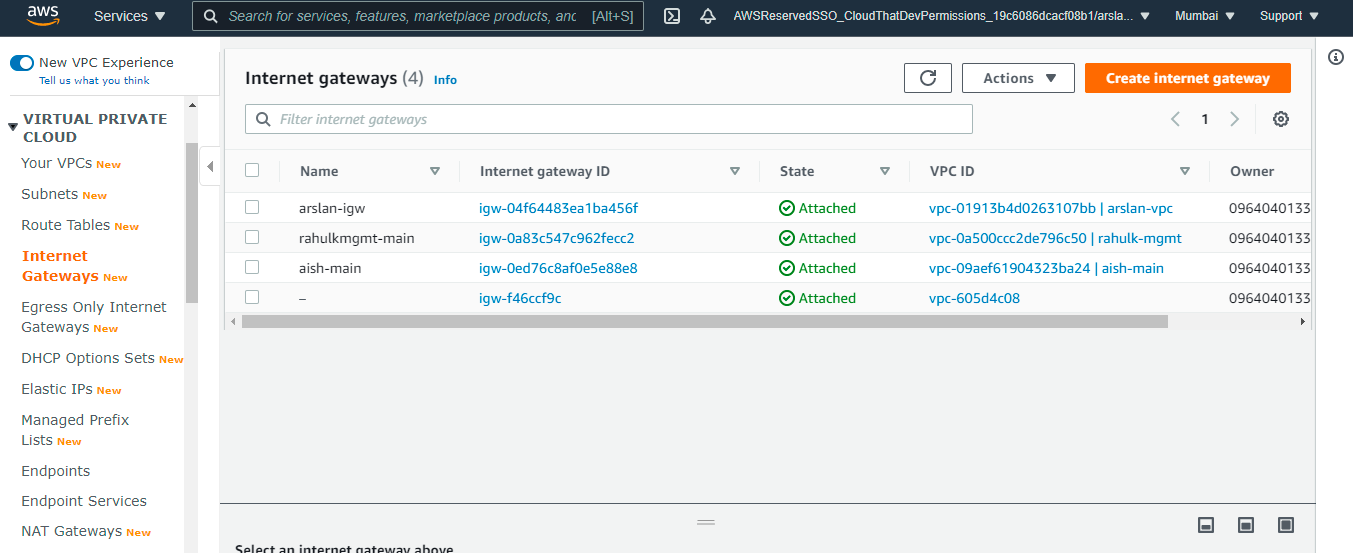 aws
Services
Search for services, features, marketplace products, and
[Alt+S]
AWSReservedSSO_CloudThatDevPermissions_19c6086dcacf08b1/arsla...
Mumbai
Support
New VPC Experience
Tell us what you think
VIRTUAL PRIVATE
CLOUD
Your VPCs New
Subnets New
Route Tables New
Internet
Gateways New
Egress Only Internet
Gateways New
DHCP Options Sets New
Elastic IPs New
Managed Prefix
Lists New
Endpoints
Endpoint Services
NAT Gateways New
Internet gateways (4) Info
Actions
Create internet gateway
Filter internet gateways
1
Name Internet gateway ID State VPC ID Owner
arslan-igw igw-04f64483ea1ba456f Attached vpc-01913b4d0263107bb | arslan-vpc 0964040133
rahulkmgmt-main igw-0a83c547c962fecc2 Attached vpc-0a500ccc2de796c50 | rahulk-mgmt 0964040133
aish-main igw-0ed76c8af0e5e88e8 Attached vpc-09aef61904323ba24 | aish-main 0964040133
– igw-f46ccf9c Attached vpc-605d4c08 0964040133
Select an internet gateway above